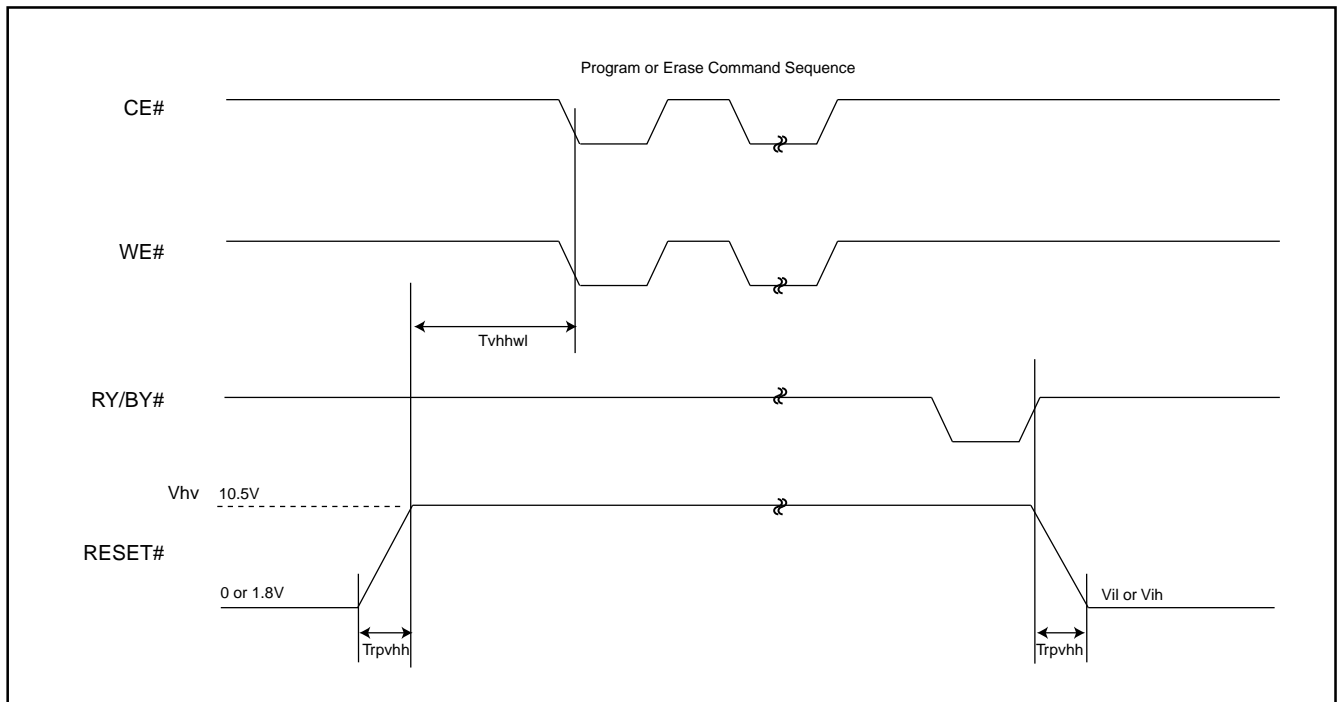 Program or Erase Command Sequence
CE#
WE#
Tvhhwl
RY/BY#
Vhv 10.5V
RESET#
0 or 1.8V
Vil or Vih
Trpvhh
Trpvhh